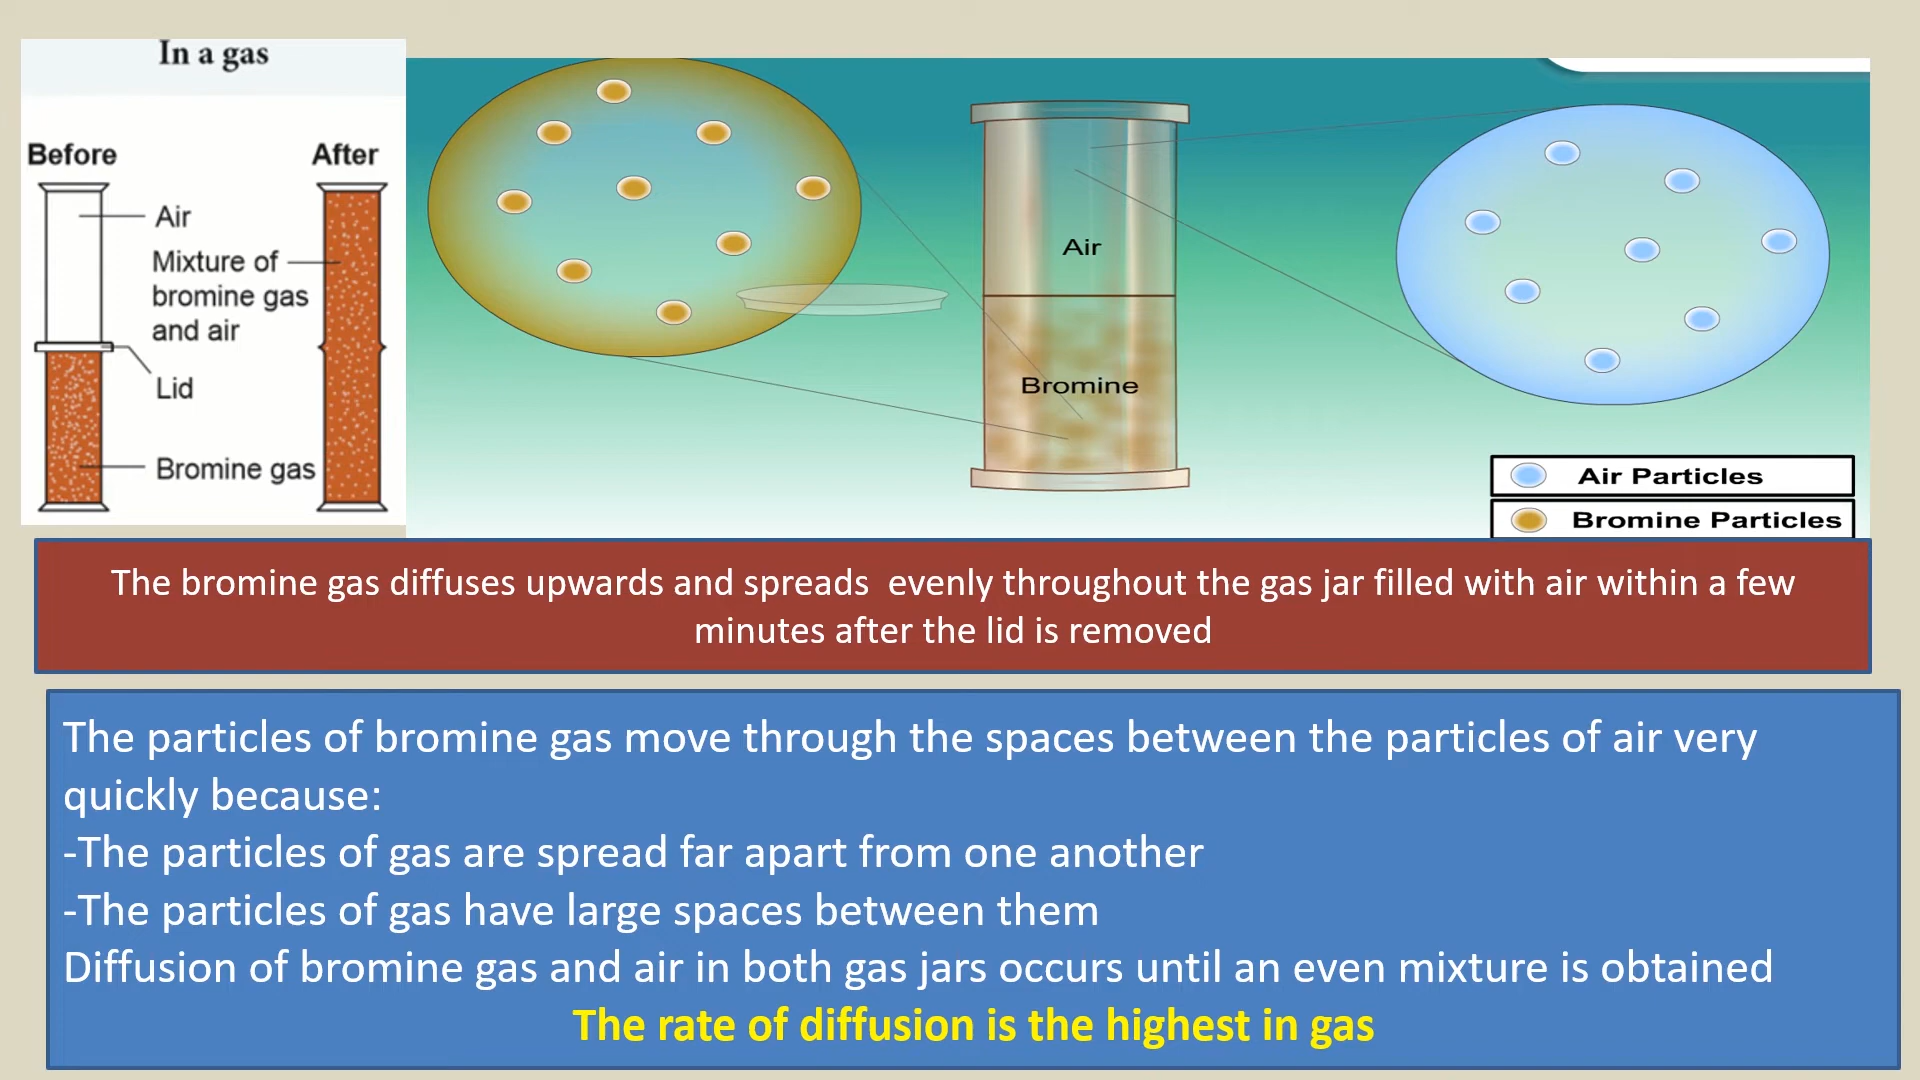 In a gas
Before
After
Air
Mixture of
bromine gas
and air
Lid
Bromine gas
Air
Bromine
Air Particles
Bromine Particles
The bromine gas diffuses upwards and spreads  evenly throughout the gas jar filled with air within a few
minutes after the lid is removed
The particles of bromine gas move through the spaces between the particles of air very
quickly because:
-The particles of gas are spread far apart from one another
-The particles of gas have large spaces between them
Diffusion of bromine gas and air in both gas jars occurs until an even mixture is obtained
The rate of diffusion is the highest in gas